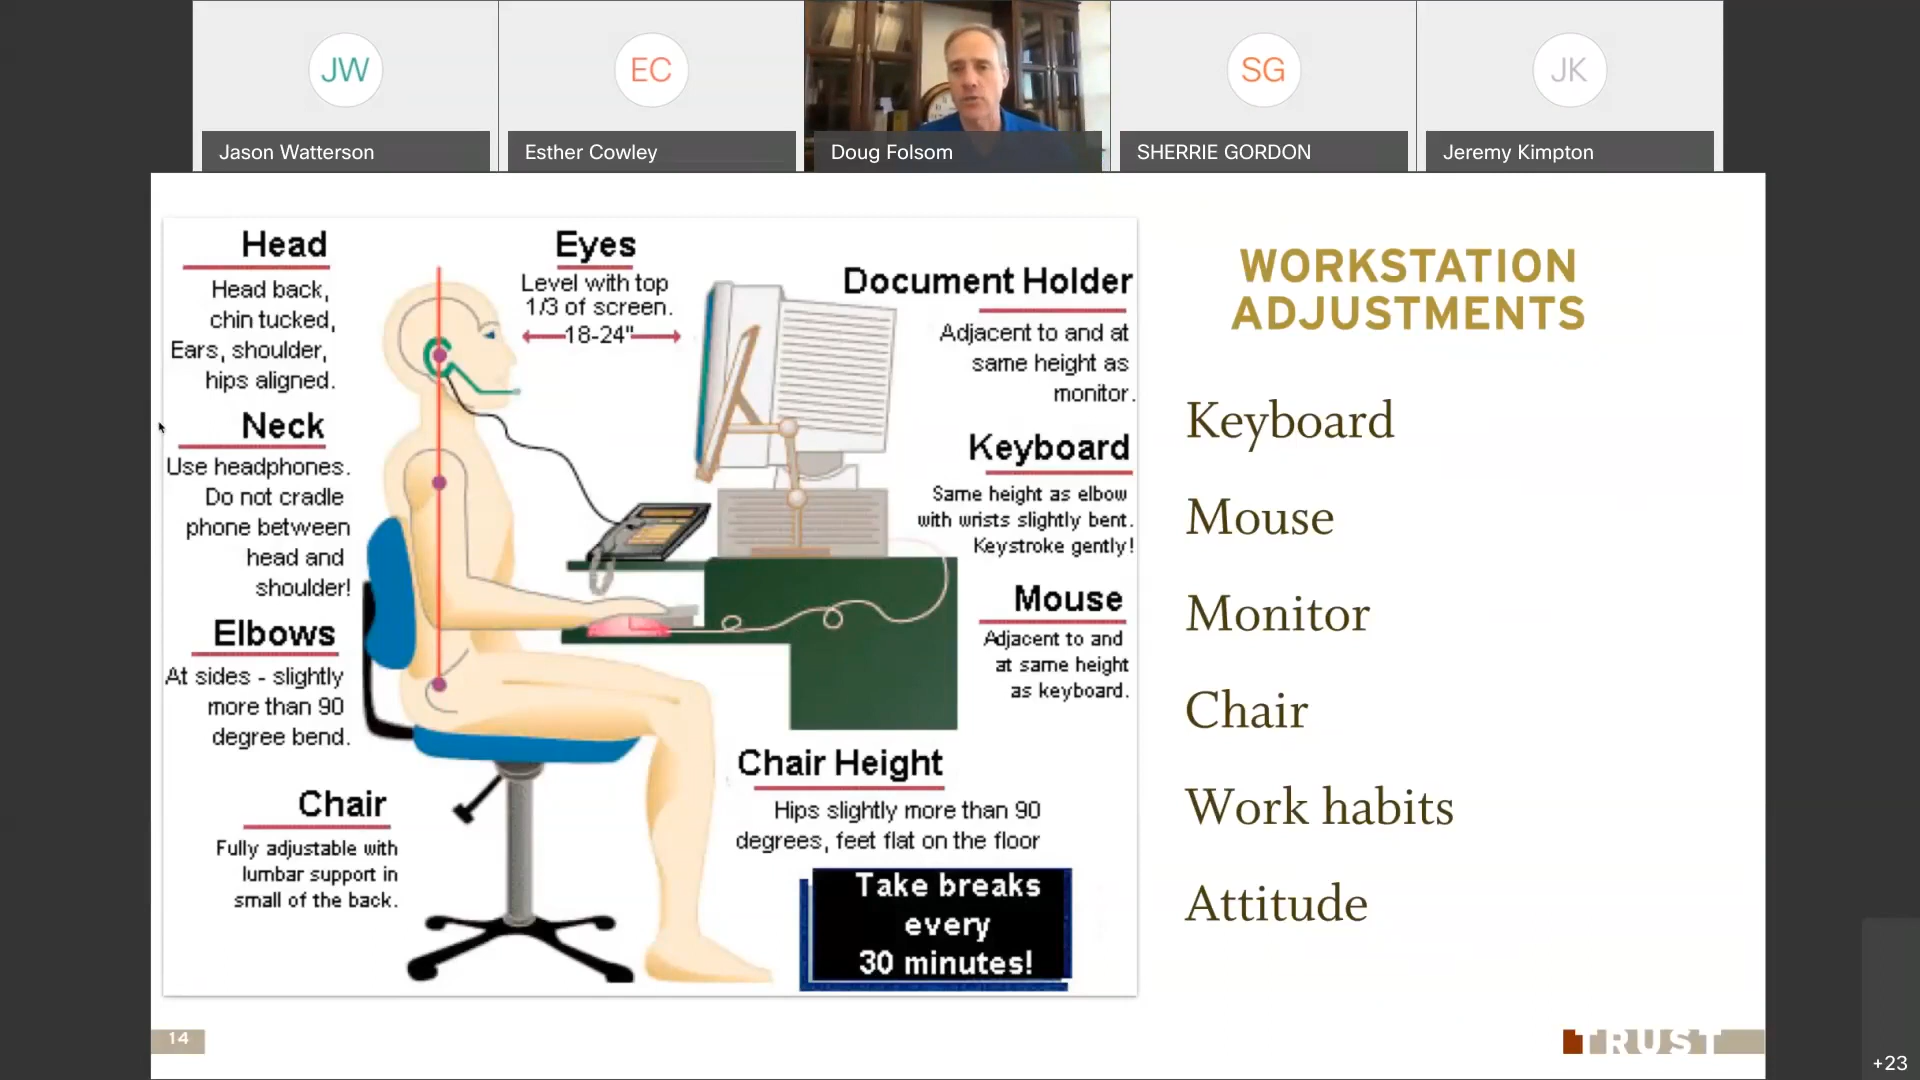 JW
EC
SG
JK
Jason Watterson
Esther Cowley
Doug Folsom
SHERRIE GORDON
Jeremy Kimpton
Head
Head back,
chin tucked,
Ears, shoulder,
hips aligned.
Neck
Use headphones.
Do not cradle
phone between
head and
shoulder!
Elbows
At sides - slightly
more than 90
degree bend.
Chair
Fully adjustable with
lumbar support in
small of the back.
Eyes
Level with top
1/3 of screen.
18-24"
Document Holder
Adjacent to and at
same height as
monitor.
Keyboard
Same height as elbow
with wrists slightly bent.
Keystroke gently!
Mouse
Adjacent to and
at same height
as keyboard.
Chair Height
Hips slightly more than 90
degrees, feet flat on the floor
Take breaks
every
30 minutes!
WORKSTATION
ADJUSTMENTS
Keyboard
Mouse
Monitor
Chair
Work habits
Attitude
14
TRUST
+23